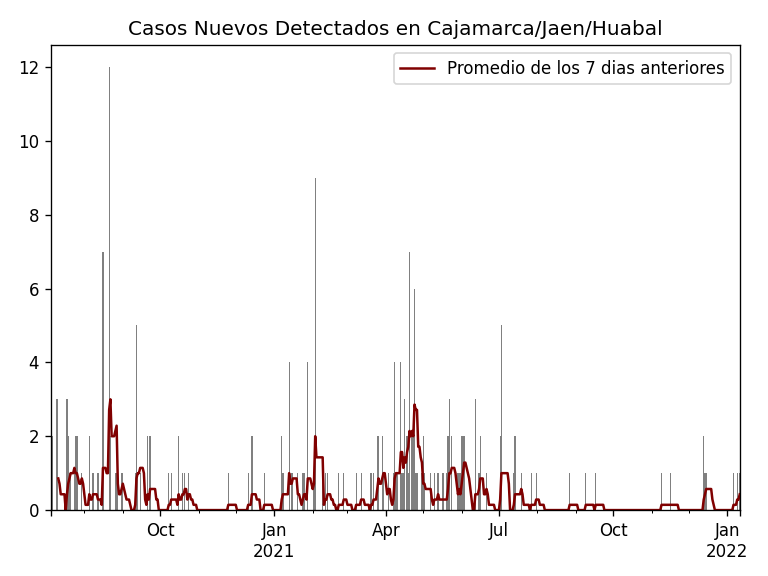 Casos Nuevos Detectados en Cajamarca/Jaen/Huabal
Promedio de los 7 dias anteriores
12
10
8
6
4
2
0
Oct
Jan
Apr
Jul
Oct
Jan
2021
2022